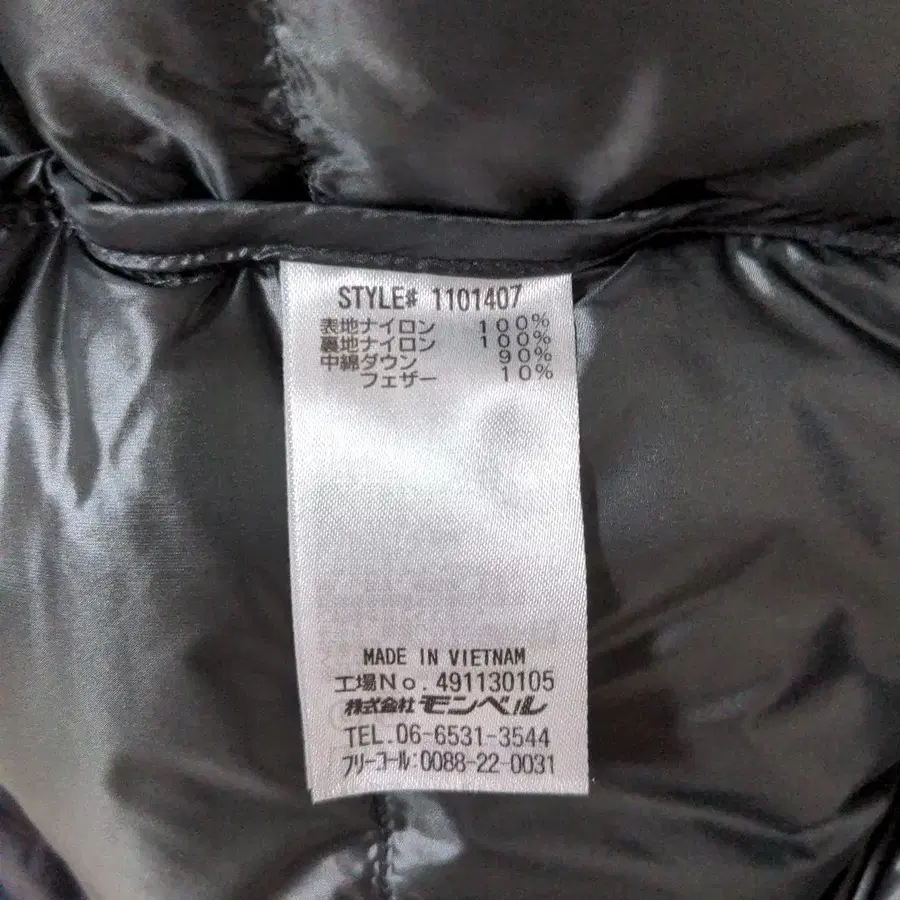 STYLE# 1101407
表地ナイロン 100%
裏地ナイロン 100%
中綿ダウン 90%
フェザー 10%
MADE IN VIETNAM
工場No. 491130105
株式会社モンベル
TEL.06-6531-3544
フリーコール:0088-22-0031